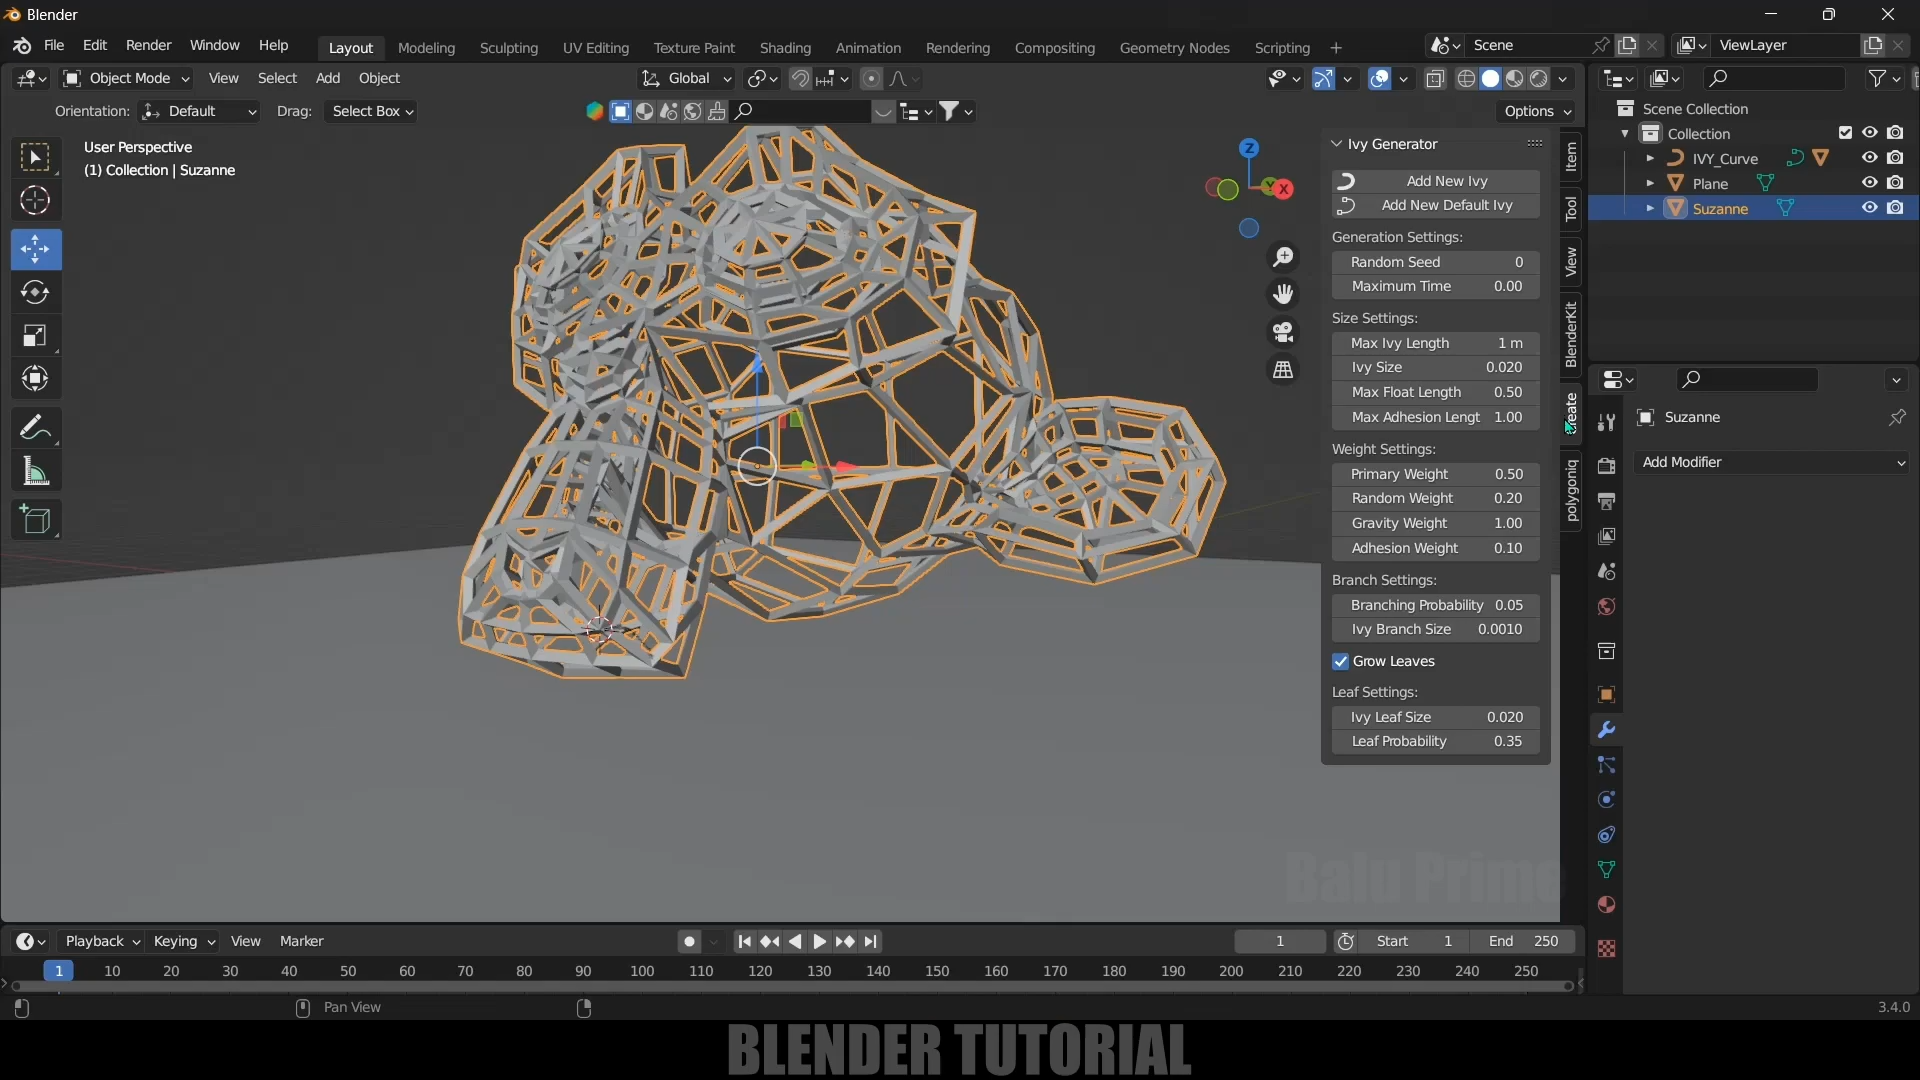 Blender
File Edit Render Window Help Layout Modeling Sculpting UV Editing Texture Paint Shading Animation Rendering Compositing Geometry Nodes Scripting + Scene ViewLayer
Object Mode View Select Add Object Global
Orientation: Default Drag: Select Box Options
User Perspective
(1) Collection | Suzanne
Z
Y
X
Ivy Generator
Add New Ivy
Add New Default Ivy
Generation Settings:
Random Seed 0
Maximum Time 0.00
Size Settings:
Max Ivy Length 1 m
Ivy Size 0.020
Max Float Length 0.50
Max Adhesion Lengt 1.00
Weight Settings:
Primary Weight 0.50
Random Weight 0.20
Gravity Weight 1.00
Adhesion Weight 0.10
Branch Settings:
Branching Probability 0.05
Ivy Branch Size 0.0010
Grow Leaves
Leaf Settings:
Ivy Leaf Size 0.020
Leaf Probability 0.35
Item
Tool
View
BlenderKit
Create
polygoniq
Scene Collection
Collection
IVY_Curve
Plane
Suzanne
Suzanne
Add Modifier
Balu Prime
Playback Keying View Marker 1 Start 1 End 250
1 10 20 30 40 50 60 70 80 90 100 110 120 130 140 150 160 170 180 190 200 210 220 230 240 250
Pan View 3.4.0
BLENDER TUTORIAL